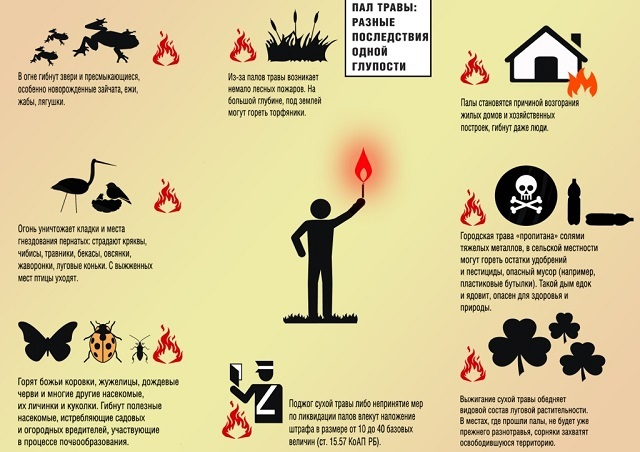 ПАЛ ТРАВЫ:
РАЗНЫЕ
ПОСЛЕДСТВИЯ
ОДНОЙ
ГЛУПОСТИ
В огне гибнут звери и пресмыкающиеся,
особенно новорожденные зайчата, ежи,
жабы, лягушки.
Из-за палов травы возникает
немало лесных пожаров. На
большой глубине, под землей
могут гореть торфяники.
Палы становятся причиной возгорания
жилых домов и хозяйственных
построек, гибнут даже люди.
Огонь уничтожает кладки и места
гнездования пернатых: страдают кряквы,
чибисы, травники, бекасы, овсянки,
жаворонки, луговые коньки. С выжженных
мест птицы уходят.
Городская трава «пропитана» солями
тяжелых металлов, в сельской местности
могут гореть остатки удобрений
и пестициды, опасный мусор (например,
пластиковые бутылки). Такой дым едок
и ядовит, опасен для здоровья и
природы.
Горят божьи коровки, жужелицы, дождевые
черви и многие другие насекомые,
их личинки и куколки. Гибнут полезные
насекомые, истребляющие садовых
и огородных вредителей, участвующие
в процессе почвообразования.
Поджог сухой травы либо непринятие мер
по ликвидации палов влекут наложение
штрафа в размере от 10 до 40 базовых
величин (ст. 15.57 КоАП РБ).
Выжигание сухой травы обедняет
видовой состав луговой растительности.
В местах, где прошли палы, не будет уже
прежнего разнотравья, сорняки захватят
освободившуюся территорию.